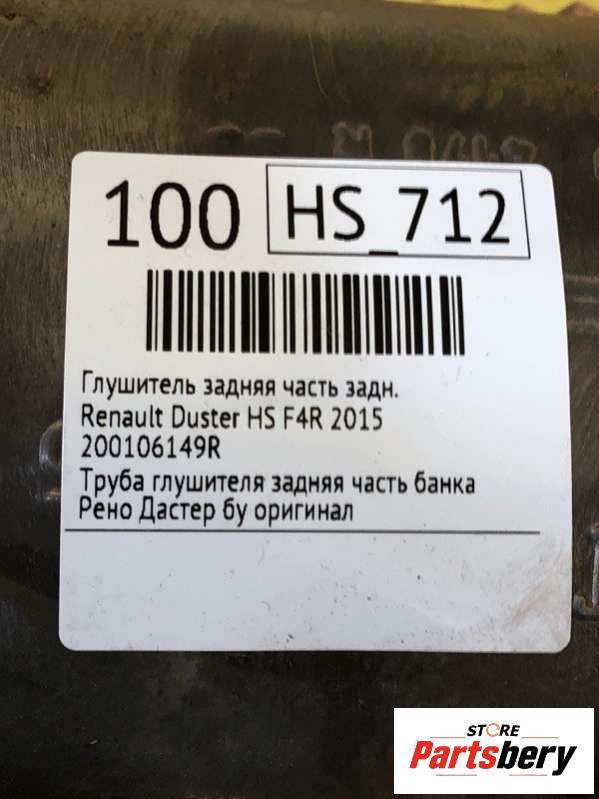 100 HS_712
Глушитель задняя часть задн.
Renault Duster HS F4R 2015
200106149R
Труба глушителя задняя часть банка
Рено Дастер бу оригинал
STORE
Partsbery